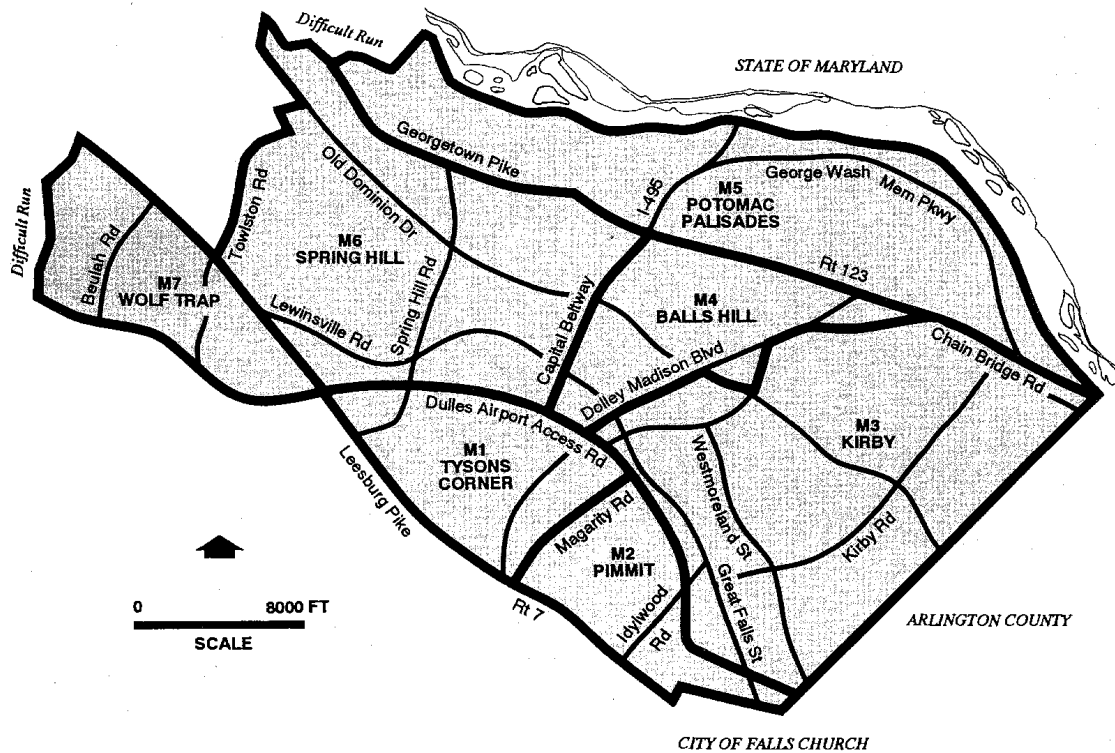 Difficult Run
STATE OF MARYLAND
Georgetown Pike
Old Dominion Dr
I-495
George Wash
Mem Pkwy
M5
POTOMAC
PALISADES
Difficult Run
Beulah Rd
Towlston Rd
M7
WOLF TRAP
M6
SPRING HILL
Spring Hill Rd
Lewinsville Rd
Capital Beltway
Rt 123
M4
BALLS HILL
Dolley Madison Blvd
Chain Bridge Rd
Dulles Airport Access Rd
M1
TYSONS
CORNER
Leesburg Pike
M3
KIRBY
Westmoreland St
Kirby Rd
Magarity Rd
M2
PIMMIT
Great Falls St
Idylwood
Rd
Rt 7
0 8000 FT
SCALE
ARLINGTON COUNTY
CITY OF FALLS CHURCH